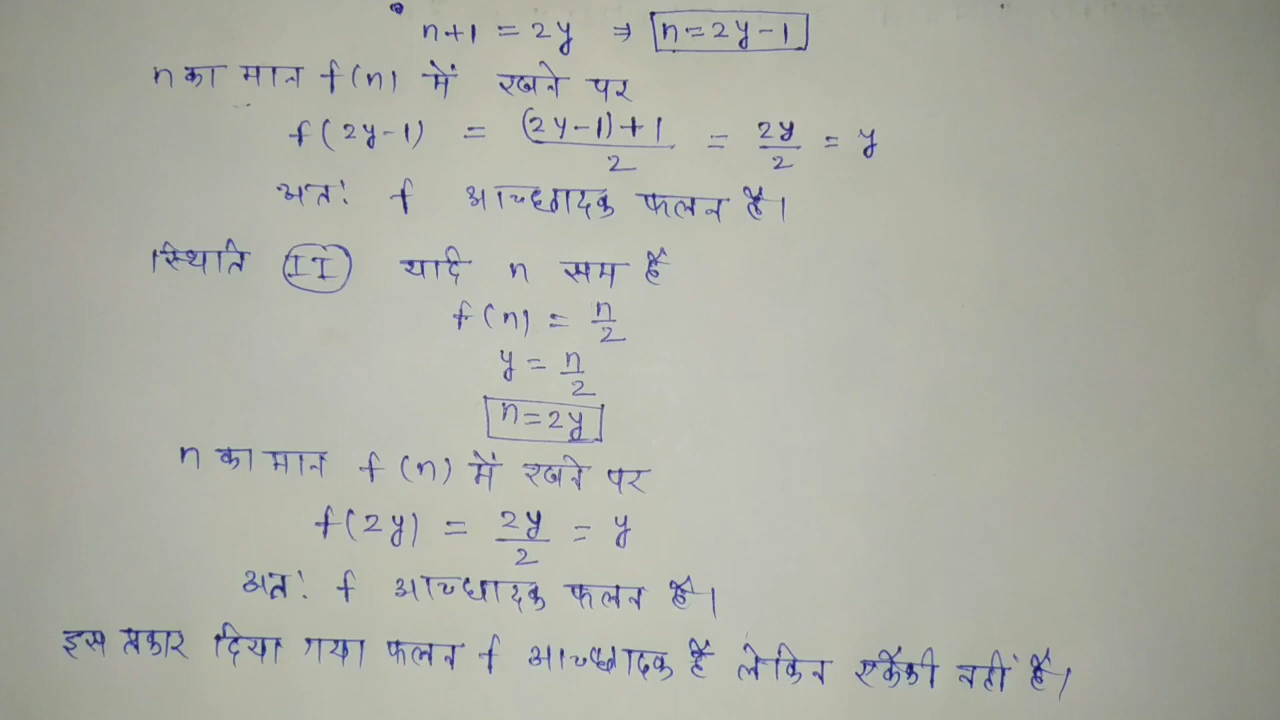 n+1 = 2y ⇒ n=2y-1
n का मान f(n) में रखने पर
f(2y-1) = (2y-1)+1/2 = 2y/2 = y
अतः f आच्छादक फलन है।
स्थिति II यदि n सम है
f(n) = n/2
y = n/2
n=2y
n का मान f(n) में रखने पर
f(2y) = 2y/2 = y
अतः f आच्छादक फलन है।
इस प्रकार दिया गया फलन f आच्छादक है लेकिन एकैकी नहीं है।